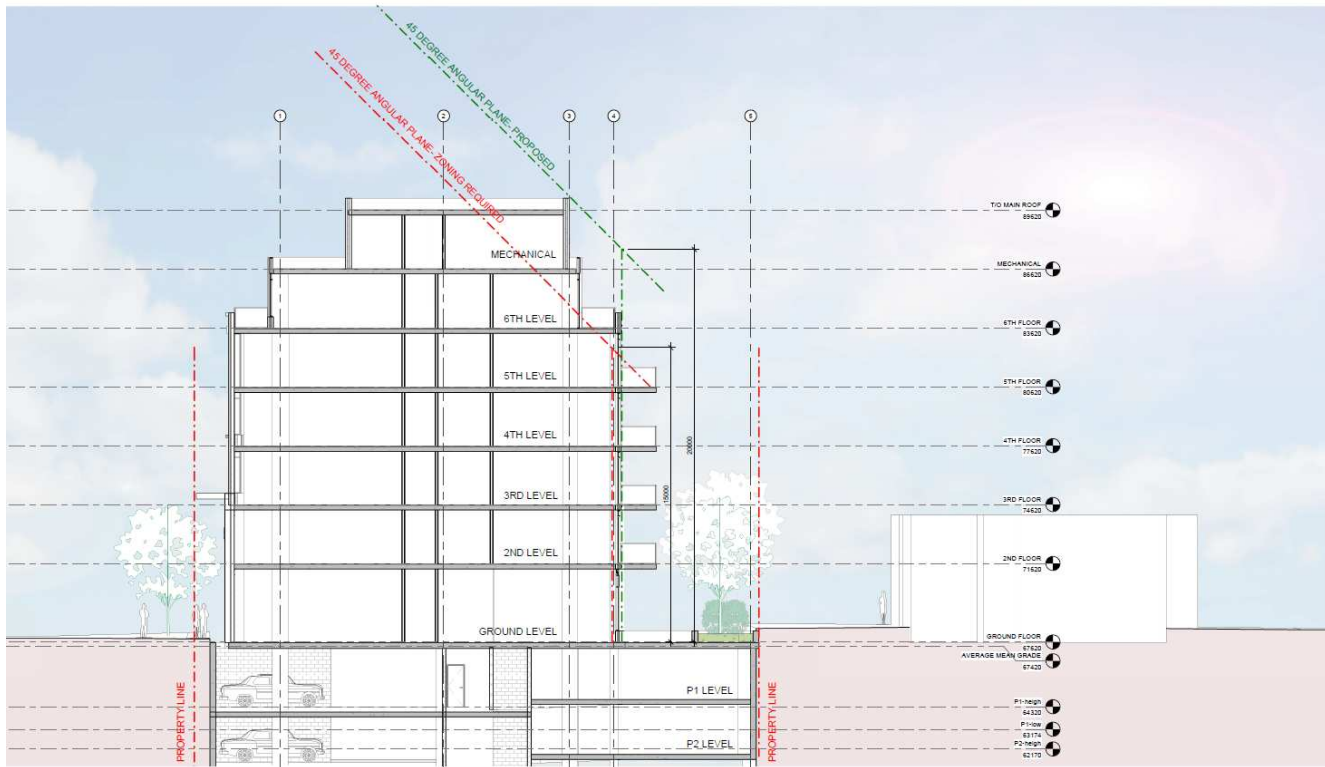 45 DEGREE ANGULAR PLANE- PROPOSED
45 DEGREE ANGULAR PLANE- ZONING REQUIRED
1
2
3
4
5
T/O MAIN ROOF
89620
MECHANICAL
MECHANICAL
86620
6TH LEVEL
6TH FLOOR
83620
5TH LEVEL
5TH FLOOR
80620
4TH LEVEL
4TH FLOOR
77620
20000
15000
3RD LEVEL
3RD FLOOR
74620
2ND LEVEL
2ND FLOOR
71620
GROUND LEVEL
GROUND FLOOR
67620
AVERAGE MEAN GRADE
67420
PROPERTY LINE
P1 LEVEL
PROPERTY LINE
P1-heigh
64320
P1-low
63174
P2 LEVEL
P2-heigh
62170